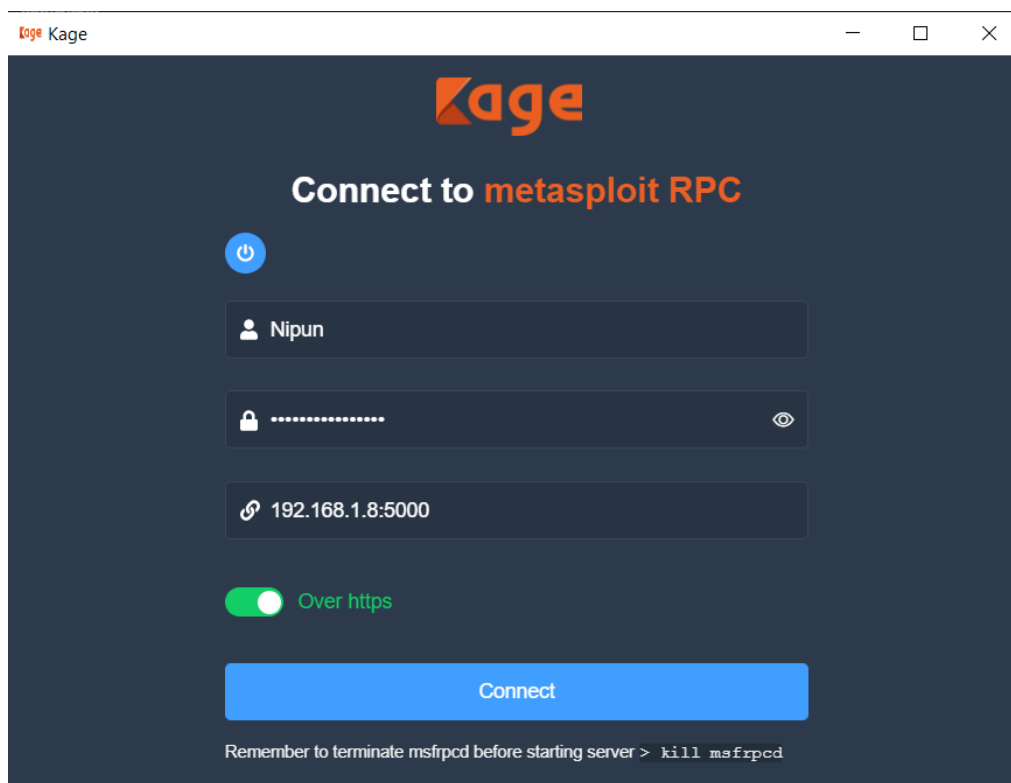 Kage Kage
Kage
Connect to metasploit RPC
Nipun
••••••••••••••••
192.168.1.8:5000
Over https
Connect
Remember to terminate msfrpcd before starting server > kill msfrpcd